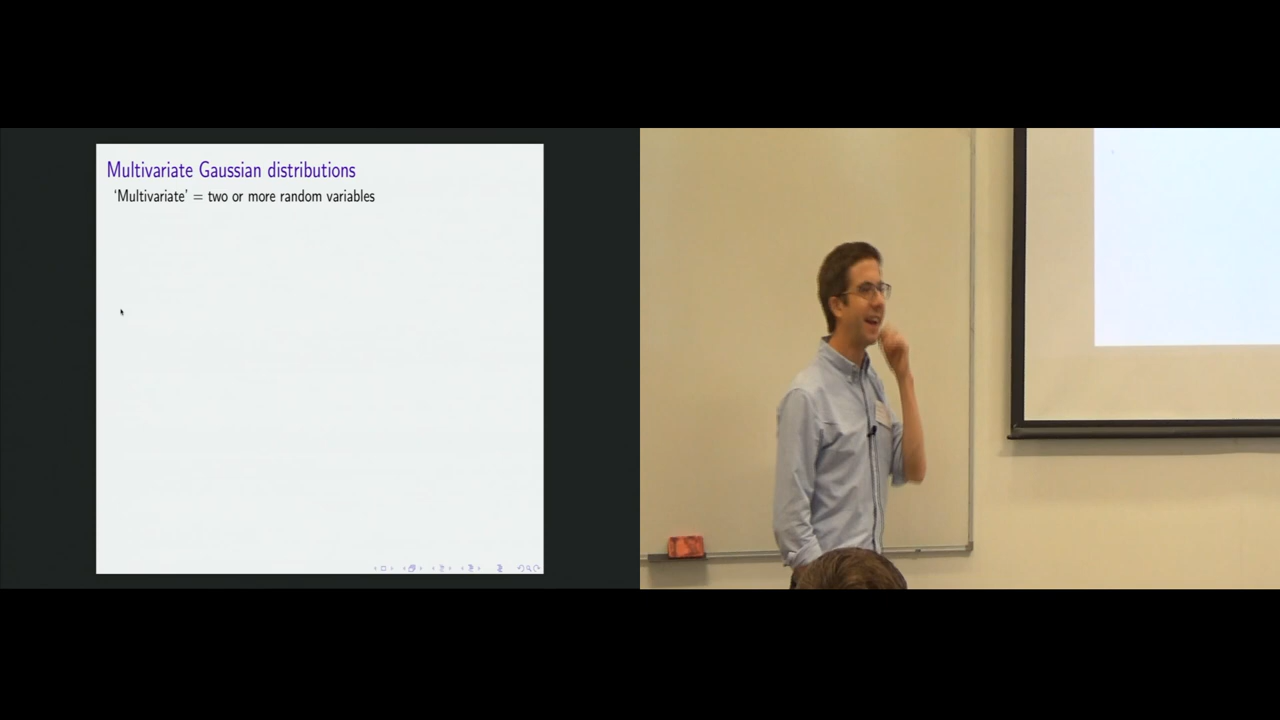 Multivariate Gaussian distributions
‘Multivariate’ = two or more random variables